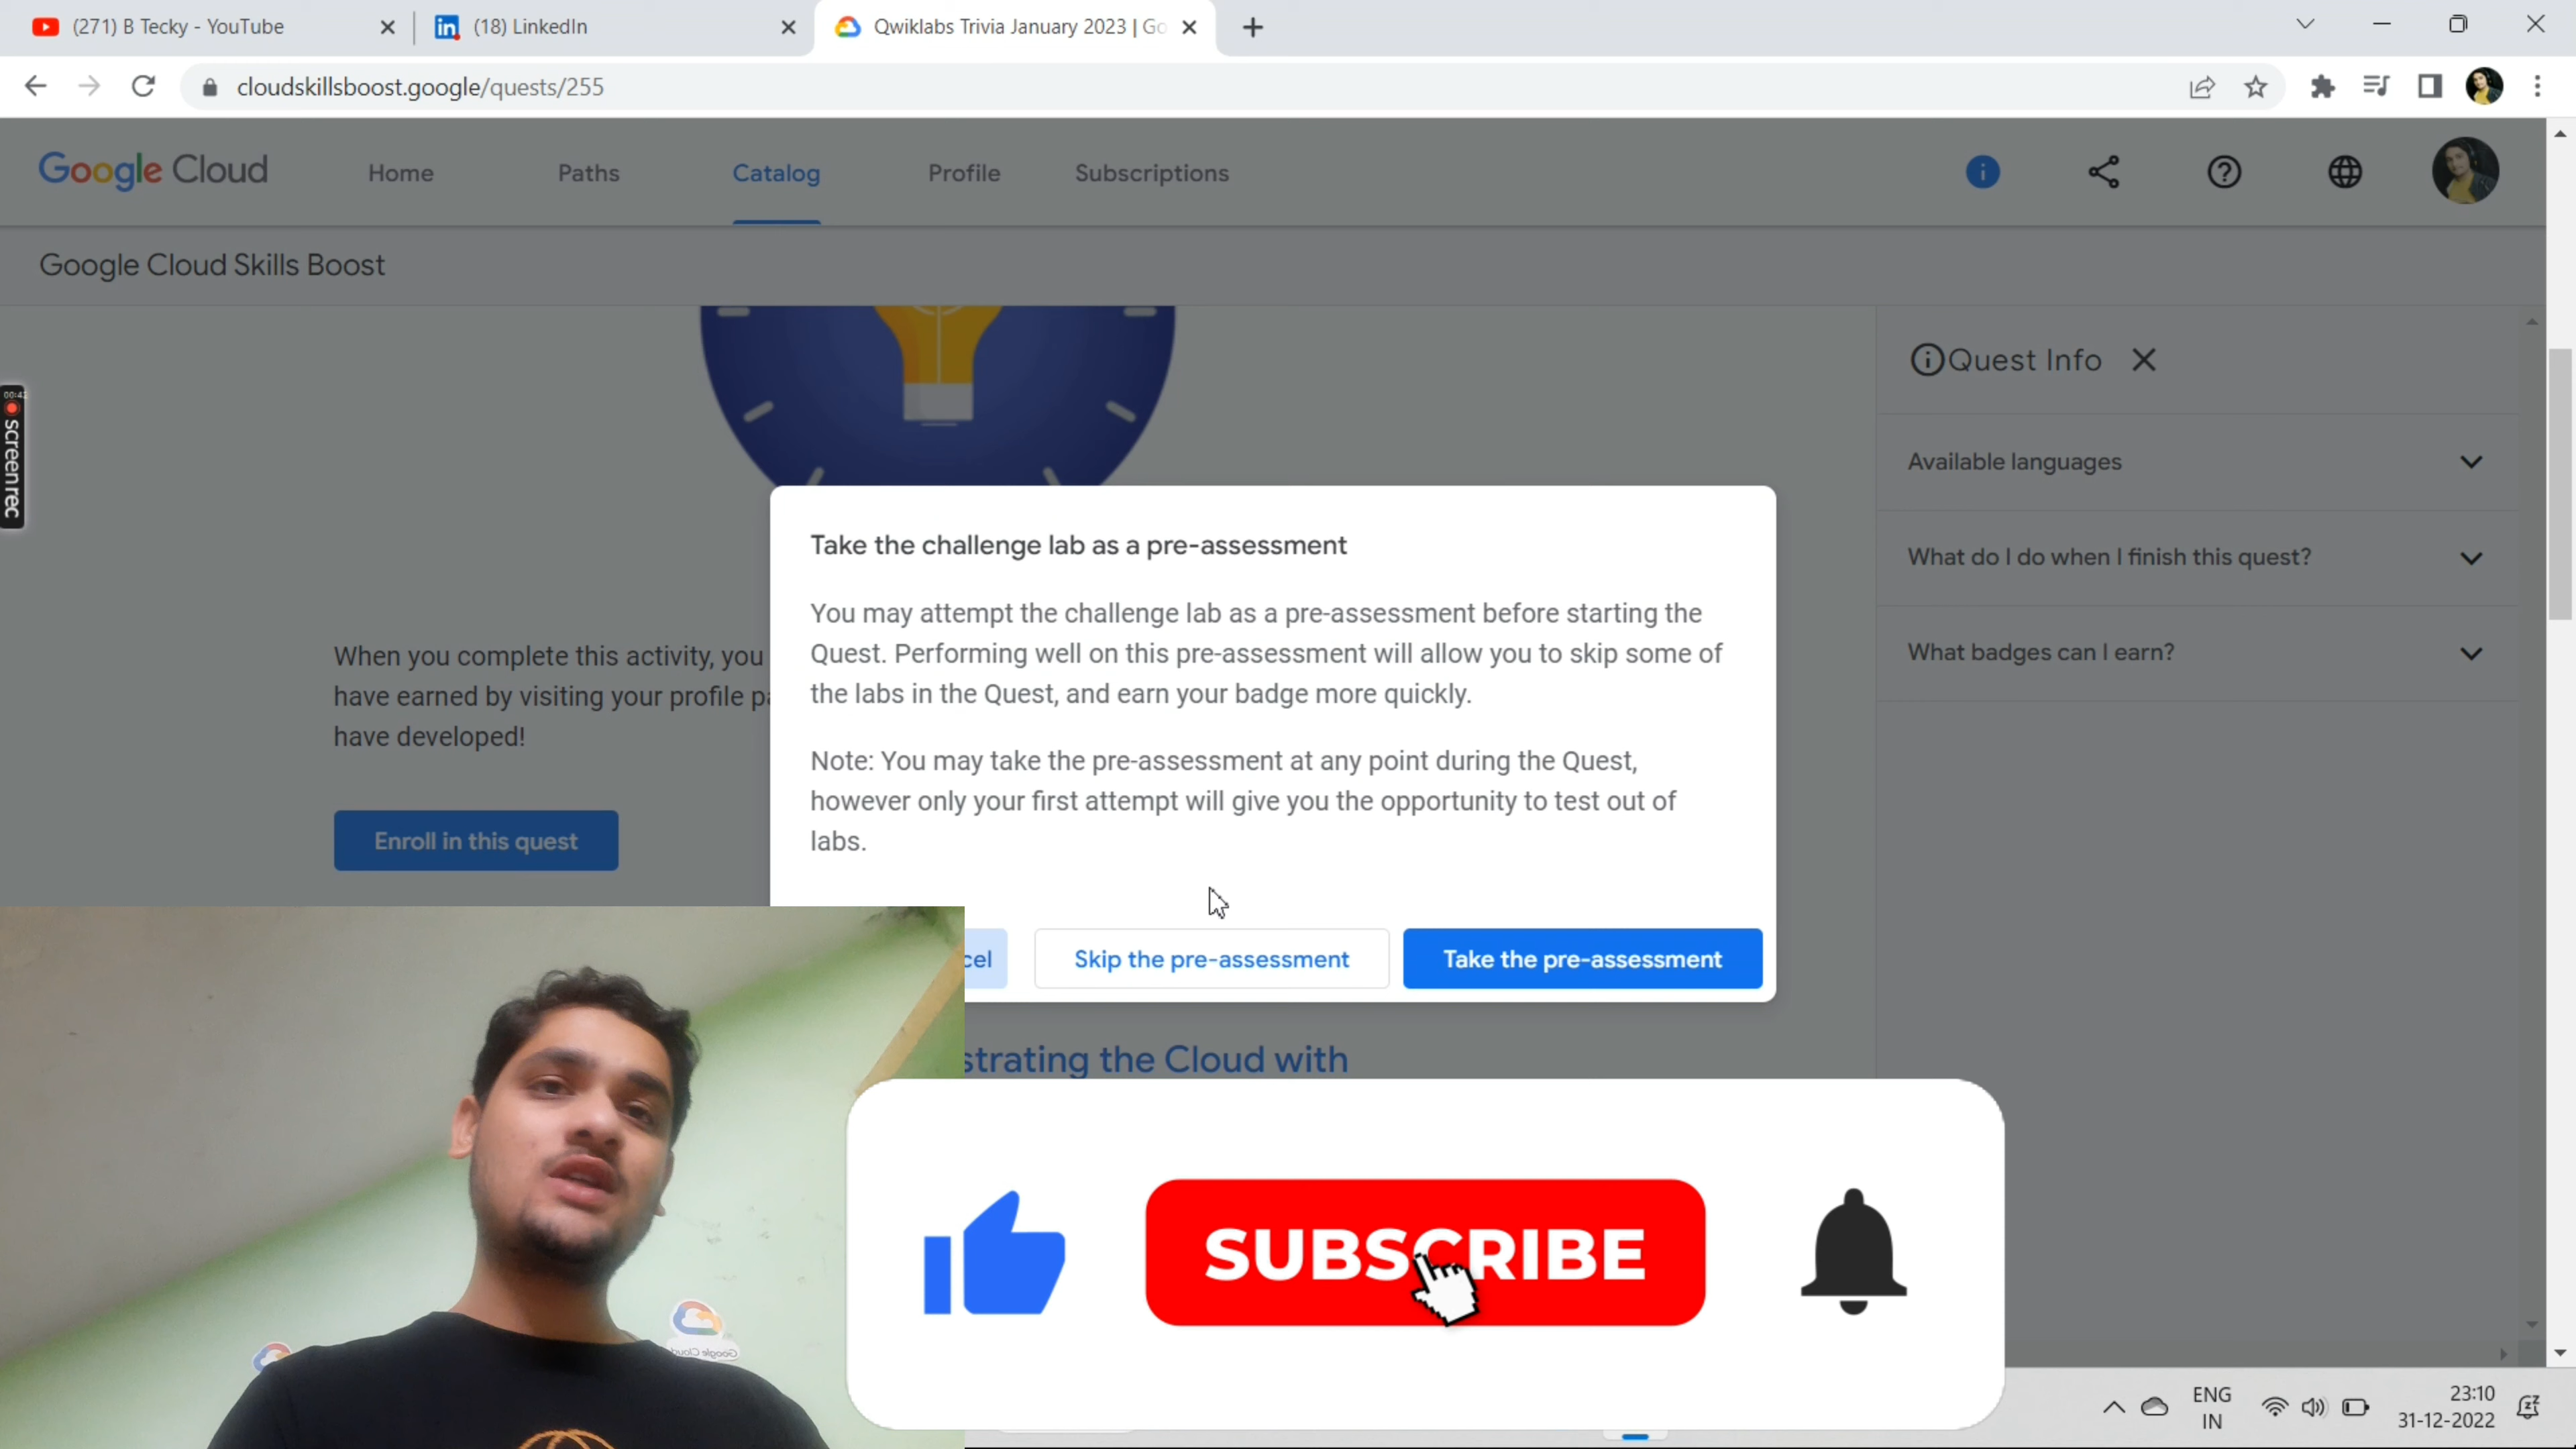 (271) B Tecky - YouTube
(18) LinkedIn
Qwiklabs Trivia January 2023 | Go
cloudskillsboost.google/quests/255
Google Cloud
Home
Paths
Catalog
Profile
Subscriptions
Google Cloud Skills Boost
Quest Info
Available languages
What do I do when I finish this quest?
What badges can I earn?
00:42
screenrec
When you complete this activity, you
have earned by visiting your profile pa
have developed!
Enroll in this quest
Take the challenge lab as a pre-assessment
You may attempt the challenge lab as a pre-assessment before starting the
Quest. Performing well on this pre-assessment will allow you to skip some of
the labs in the Quest, and earn your badge more quickly.
Note: You may take the pre-assessment at any point during the Quest,
however only your first attempt will give you the opportunity to test out of
labs.
cel
Skip the pre-assessment
Take the pre-assessment
strating the Cloud with
Google Cloud
SUBSCRIBE
ENG
IN
23:10
31-12-2022